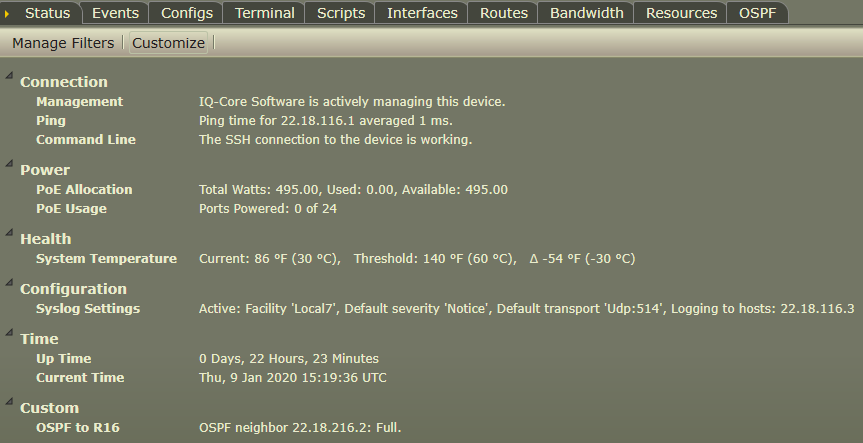 Status Events Configs Terminal Scripts Interfaces Routes Bandwidth Resources OSPF
Manage Filters Customize
Connection
Management IQ-Core Software is actively managing this device.
Ping Ping time for 22.18.116.1 averaged 1 ms.
Command Line The SSH connection to the device is working.
Power
PoE Allocation Total Watts: 495.00, Used: 0.00, Available: 495.00
PoE Usage Ports Powered: 0 of 24
Health
System Temperature Current: 86 °F (30 °C), Threshold: 140 °F (60 °C), Δ -54 °F (-30 °C)
Configuration
Syslog Settings Active: Facility 'Local7', Default severity 'Notice', Default transport 'Udp:514', Logging to hosts: 22.18.116.3
Time
Up Time 0 Days, 22 Hours, 23 Minutes
Current Time Thu, 9 Jan 2020 15:19:36 UTC
Custom
OSPF to R16 OSPF neighbor 22.18.216.2: Full.